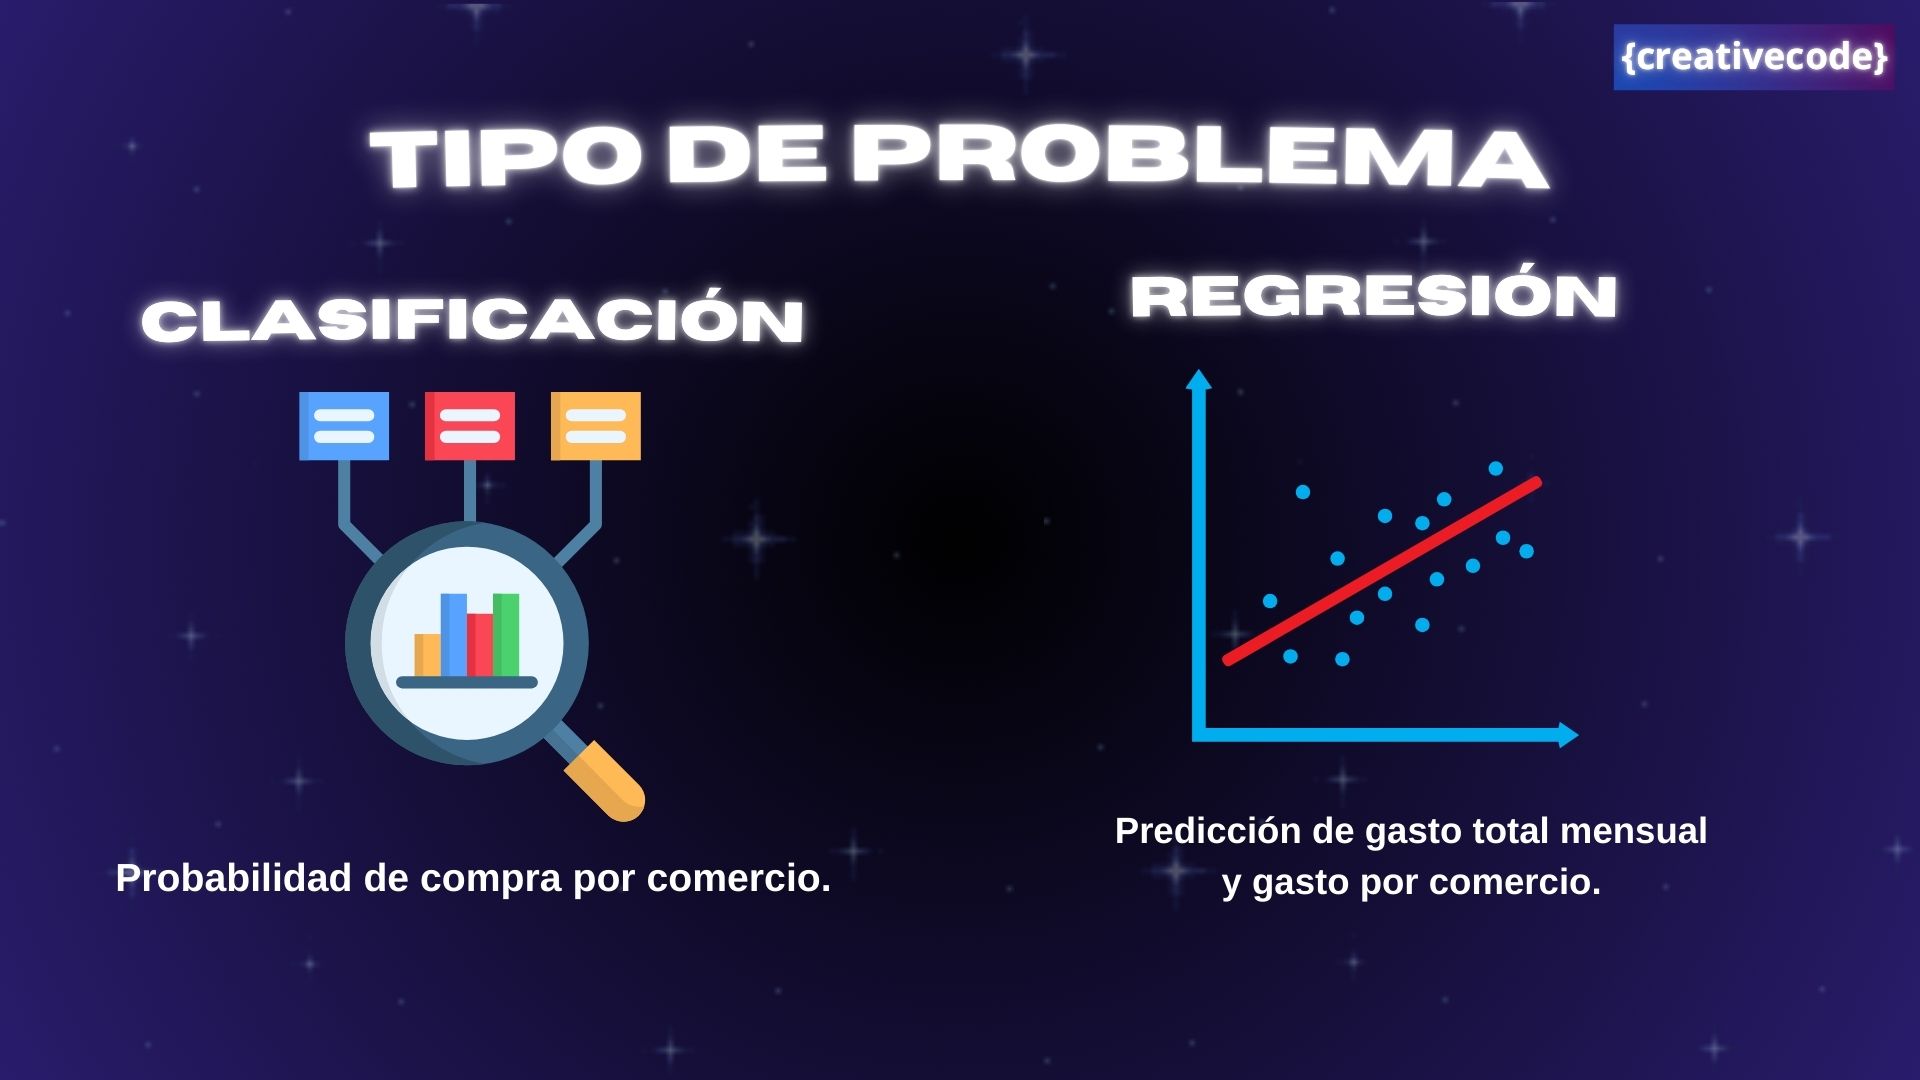 {creativecode}
TIPO DE PROBLEMA
CLASIFICACIÓN
Probabilidad de compra por comercio.
REGRESIÓN
Predicción de gasto total mensual
y gasto por comercio.